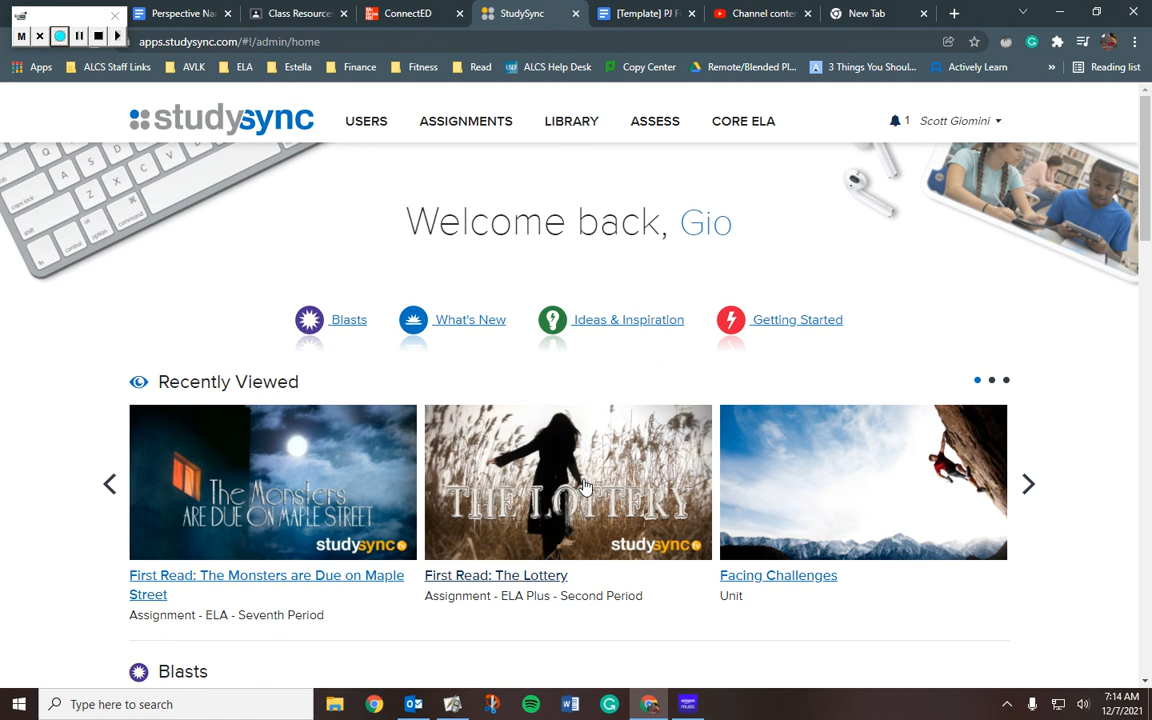 Perspective Na
Class Resource
ConnectED
StudySync
[Template] PJ F
Channel conten
New Tab
M
apps.studysync.com/#!/admin/home
Apps
ALCS Staff Links
AVLK
ELA
Estella
Finance
Fitness
Read
ALCS Help Desk
Copy Center
Remote/Blended Pl...
3 Things You Shoul...
Actively Learn
»
Reading list
studysync
USERS
ASSIGNMENTS
LIBRARY
ASSESS
CORE ELA
1
Scott Giomini
Welcome back, Gio
Blasts
What's New
Ideas & Inspiration
Getting Started
Recently Viewed
The Monsters
ARE DUE ON MAPLE STREET
studysync tv
THE LOTTERY
studysync tv
First Read: The Monsters are Due on Maple
Street
Assignment - ELA - Seventh Period
First Read: The Lottery
Assignment - ELA Plus - Second Period
Facing Challenges
Unit
Blasts
Type here to search
7:14 AM
12/7/2021